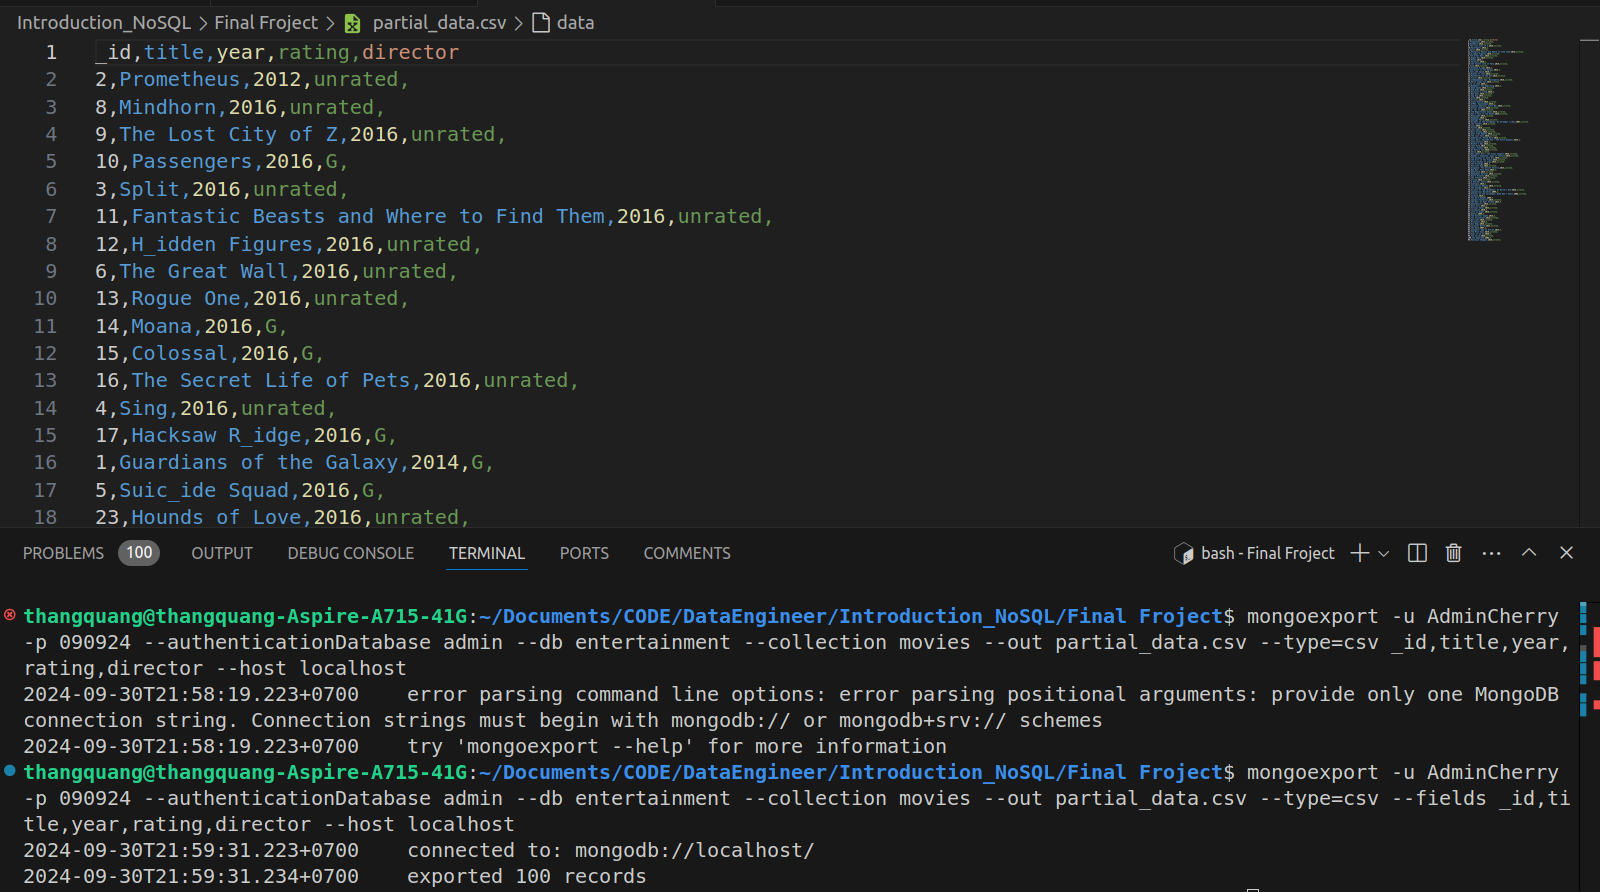 Introduction_NoSQL > Final Froject > partial_data.csv > data
1 _id,title,year,rating,director
2 2,Prometheus,2012,unrated,
3 8,Mindhorn,2016,unrated,
4 9,The Lost City of Z,2016,unrated,
5 10,Passengers,2016,G,
6 3,Split,2016,unrated,
7 11,Fantastic Beasts and Where to Find Them,2016,unrated,
8 12,H_idden Figures,2016,unrated,
9 6,The Great Wall,2016,unrated,
10 13,Rogue One,2016,unrated,
11 14,Moana,2016,G,
12 15,Colossal,2016,G,
13 16,The Secret Life of Pets,2016,unrated,
14 4,Sing,2016,unrated,
15 17,Hacksaw R_idge,2016,G,
16 1,Guardians of the Galaxy,2014,G,
17 5,Suic_ide Squad,2016,G,
18 23,Hounds of Love,2016,unrated,
PROBLEMS 100 OUTPUT DEBUG CONSOLE TERMINAL PORTS COMMENTS bash - Final Froject
thangquang@thangquang-Aspire-A715-41G:~/Documents/CODE/DataEngineer/Introduction_NoSQL/Final Froject$ mongoexport -u AdminCherry
-p 090924 --authenticationDatabase admin --db entertainment --collection movies --out partial_data.csv --type=csv _id,title,year,
rating,director --host localhost
2024-09-30T21:58:19.223+0700 error parsing command line options: error parsing positional arguments: provide only one MongoDB
connection string. Connection strings must begin with mongodb:// or mongodb+srv:// schemes
2024-09-30T21:58:19.223+0700 try 'mongoexport --help' for more information
thangquang@thangquang-Aspire-A715-41G:~/Documents/CODE/DataEngineer/Introduction_NoSQL/Final Froject$ mongoexport -u AdminCherry
-p 090924 --authenticationDatabase admin --db entertainment --collection movies --out partial_data.csv --type=csv --fields _id,ti
tle,year,rating,director --host localhost
2024-09-30T21:59:31.223+0700 connected to: mongodb://localhost/
2024-09-30T21:59:31.234+0700 exported 100 records